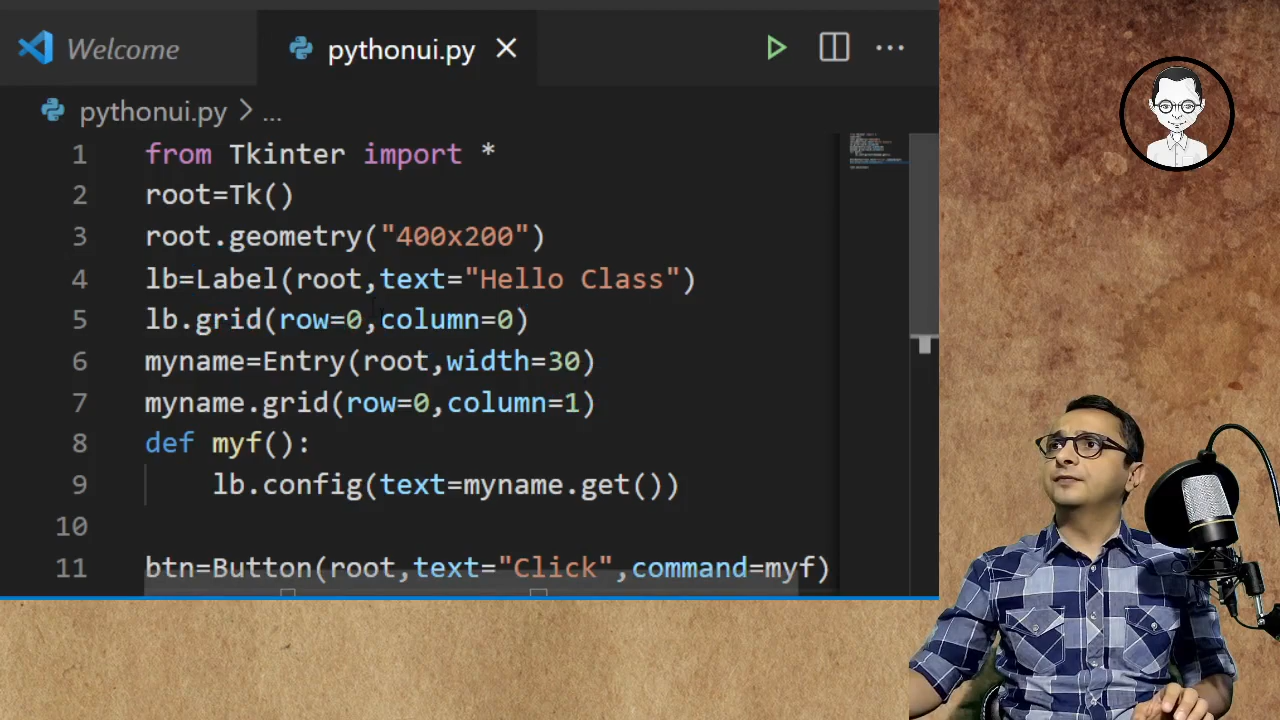 Welcome
pythonui.py
pythonui.py > ...
1 from Tkinter import *
2 root=Tk()
3 root.geometry("400x200")
4 lb=Label(root,text="Hello Class")
5 lb.grid(row=0,column=0)
6 myname=Entry(root,width=30)
7 myname.grid(row=0,column=1)
8 def myf():
9 lb.config(text=myname.get())
10
11 btn=Button(root,text="Click",command=myf)